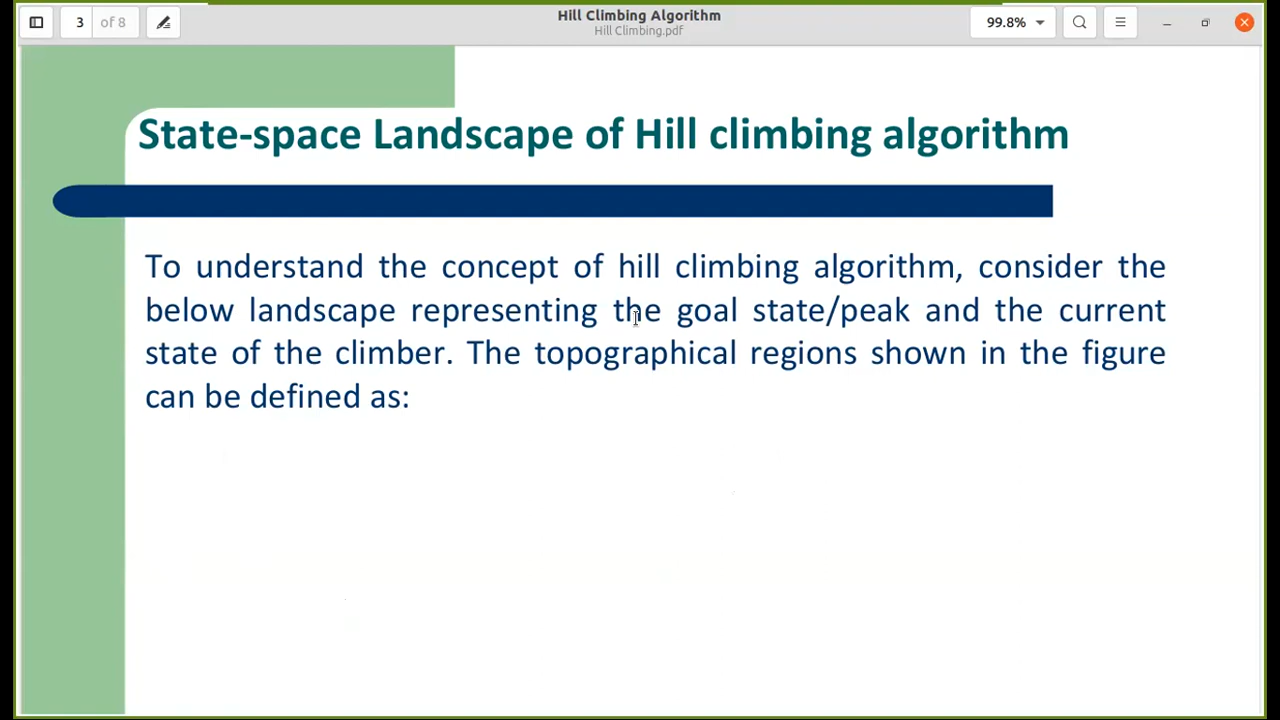 Hill Climbing Algorithm
Hill Climbing.pdf
3 of 8
99.8%
State-space Landscape of Hill climbing algorithm
To understand the concept of hill climbing algorithm, consider the
below landscape representing the goal state/peak and the current
state of the climber. The topographical regions shown in the figure
can be defined as: